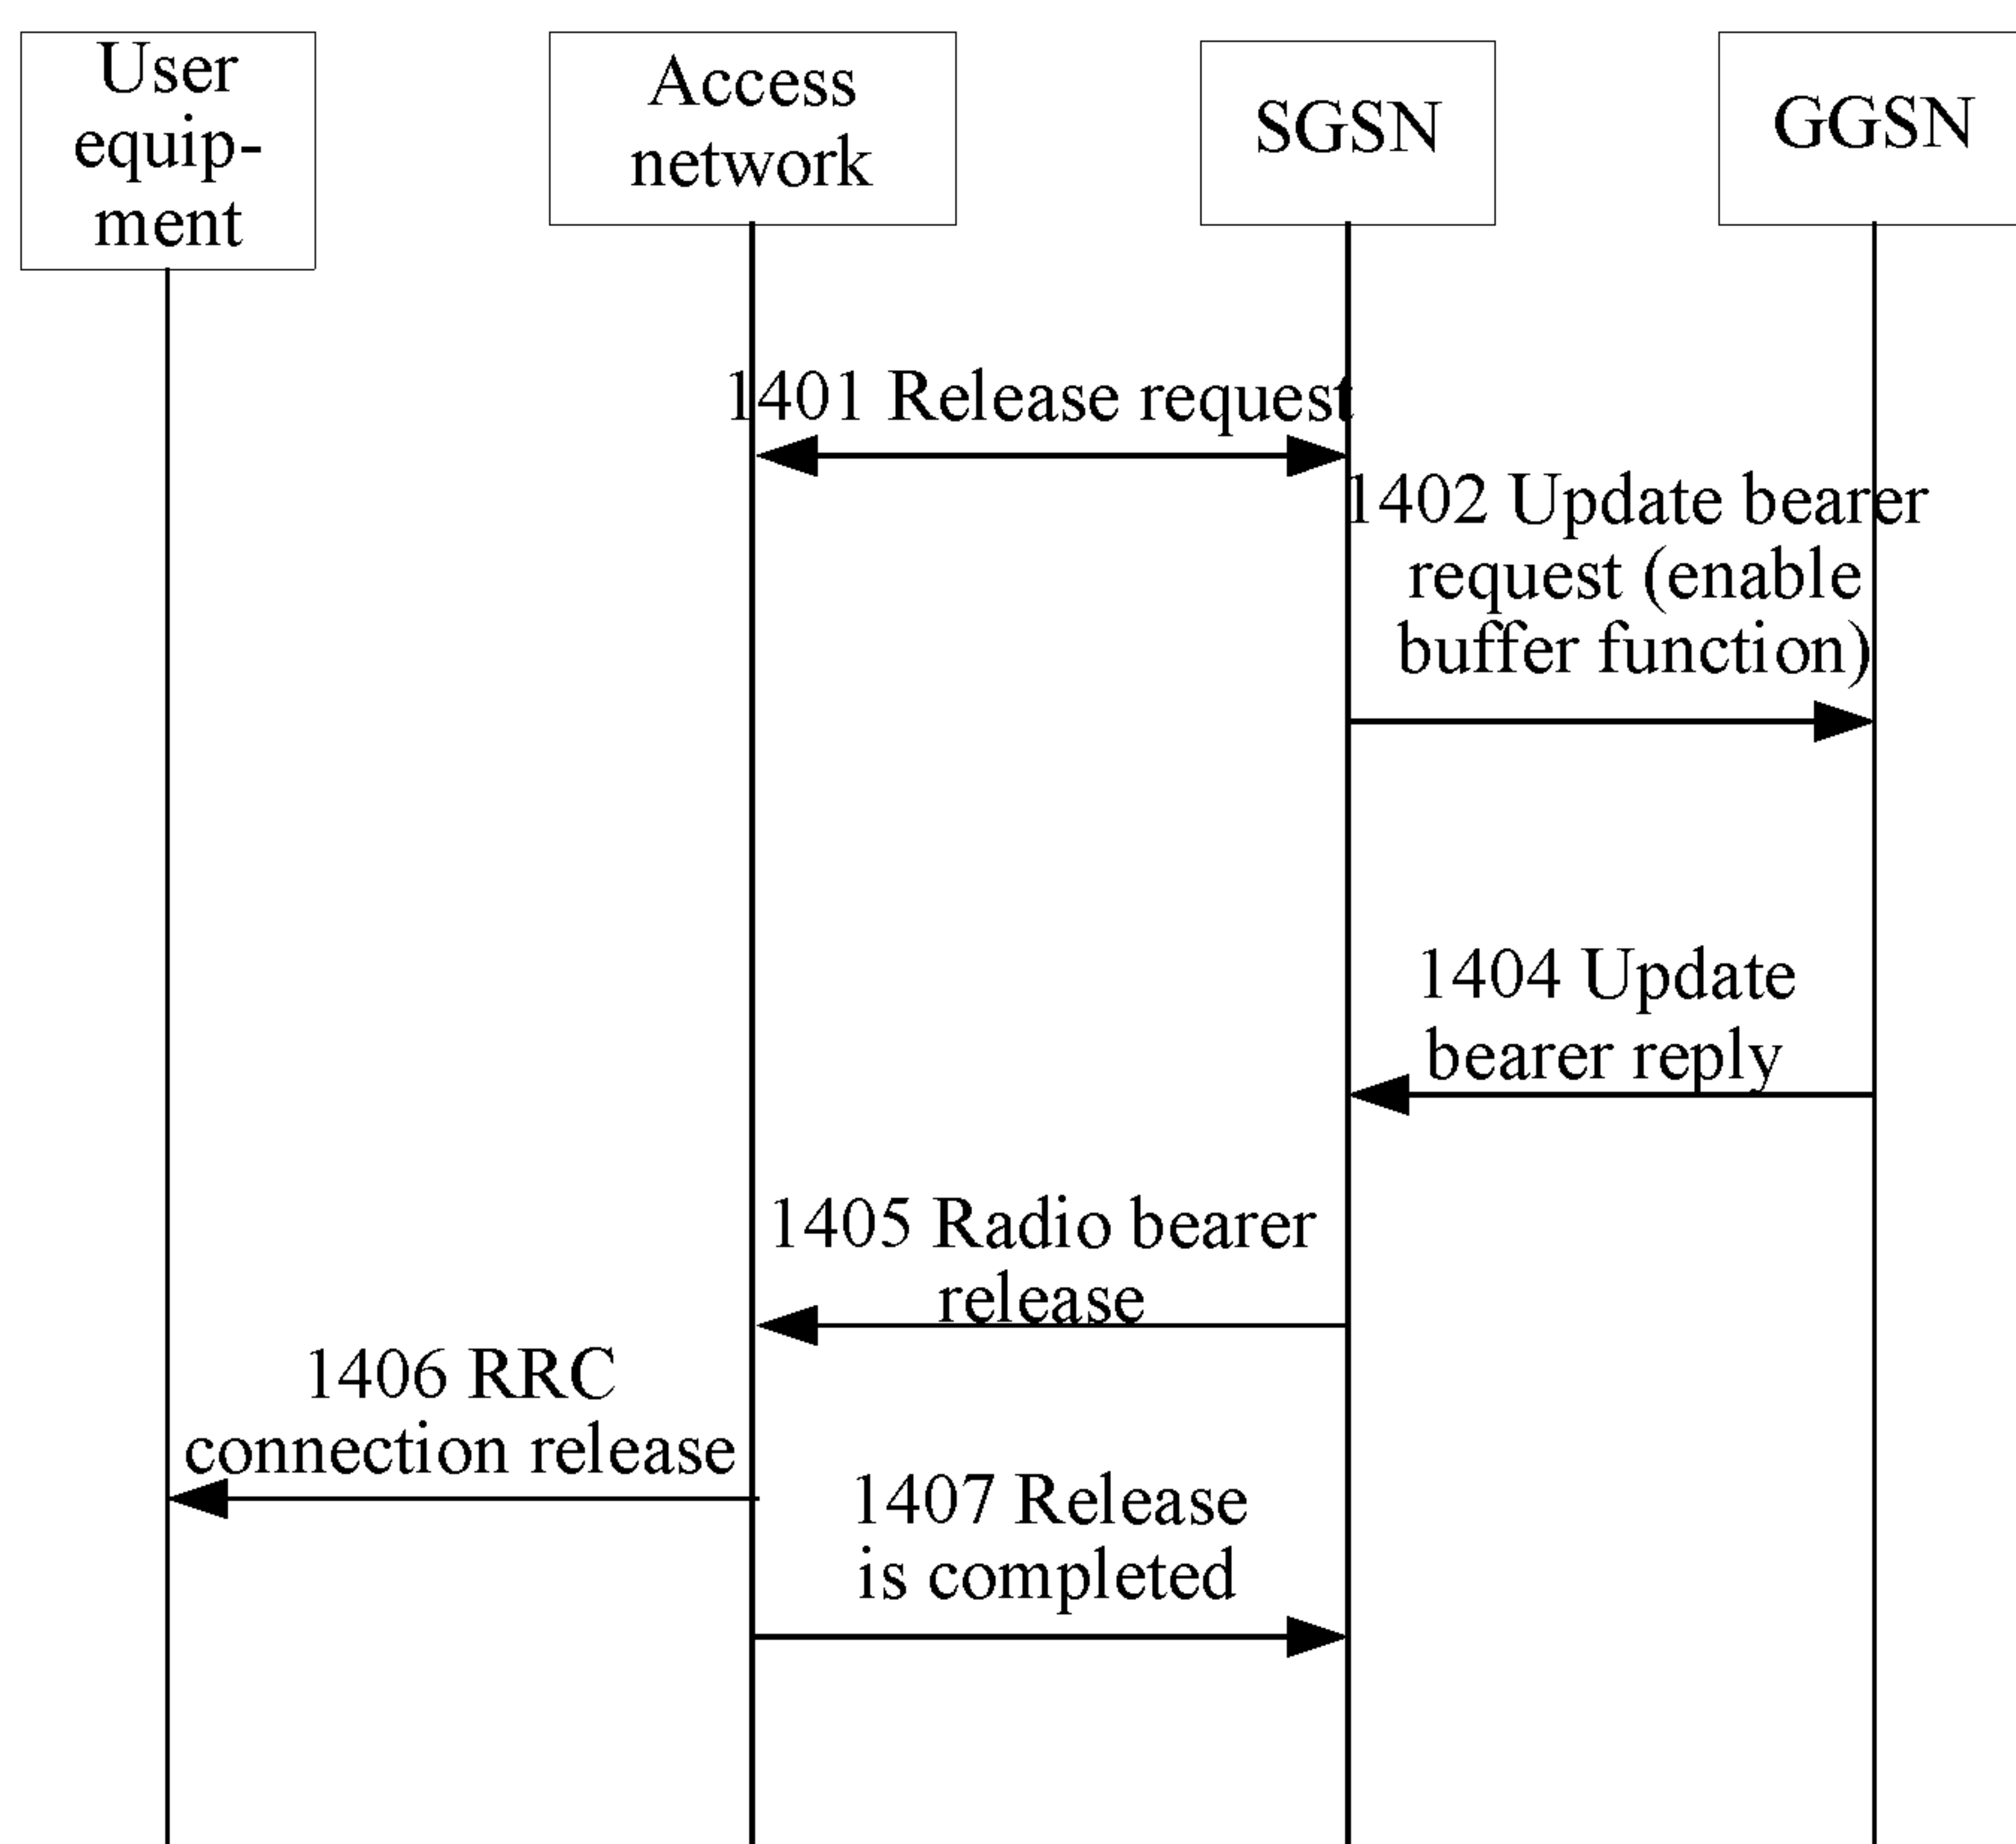 User
equip-
ment
Access
network
SGSN
GGSN
1401 Release request
1402 Update bearer
request (enable
buffer function)
1404 Update
bearer reply
1405 Radio bearer
release
1406 RRC
connection release
1407 Release
is completed